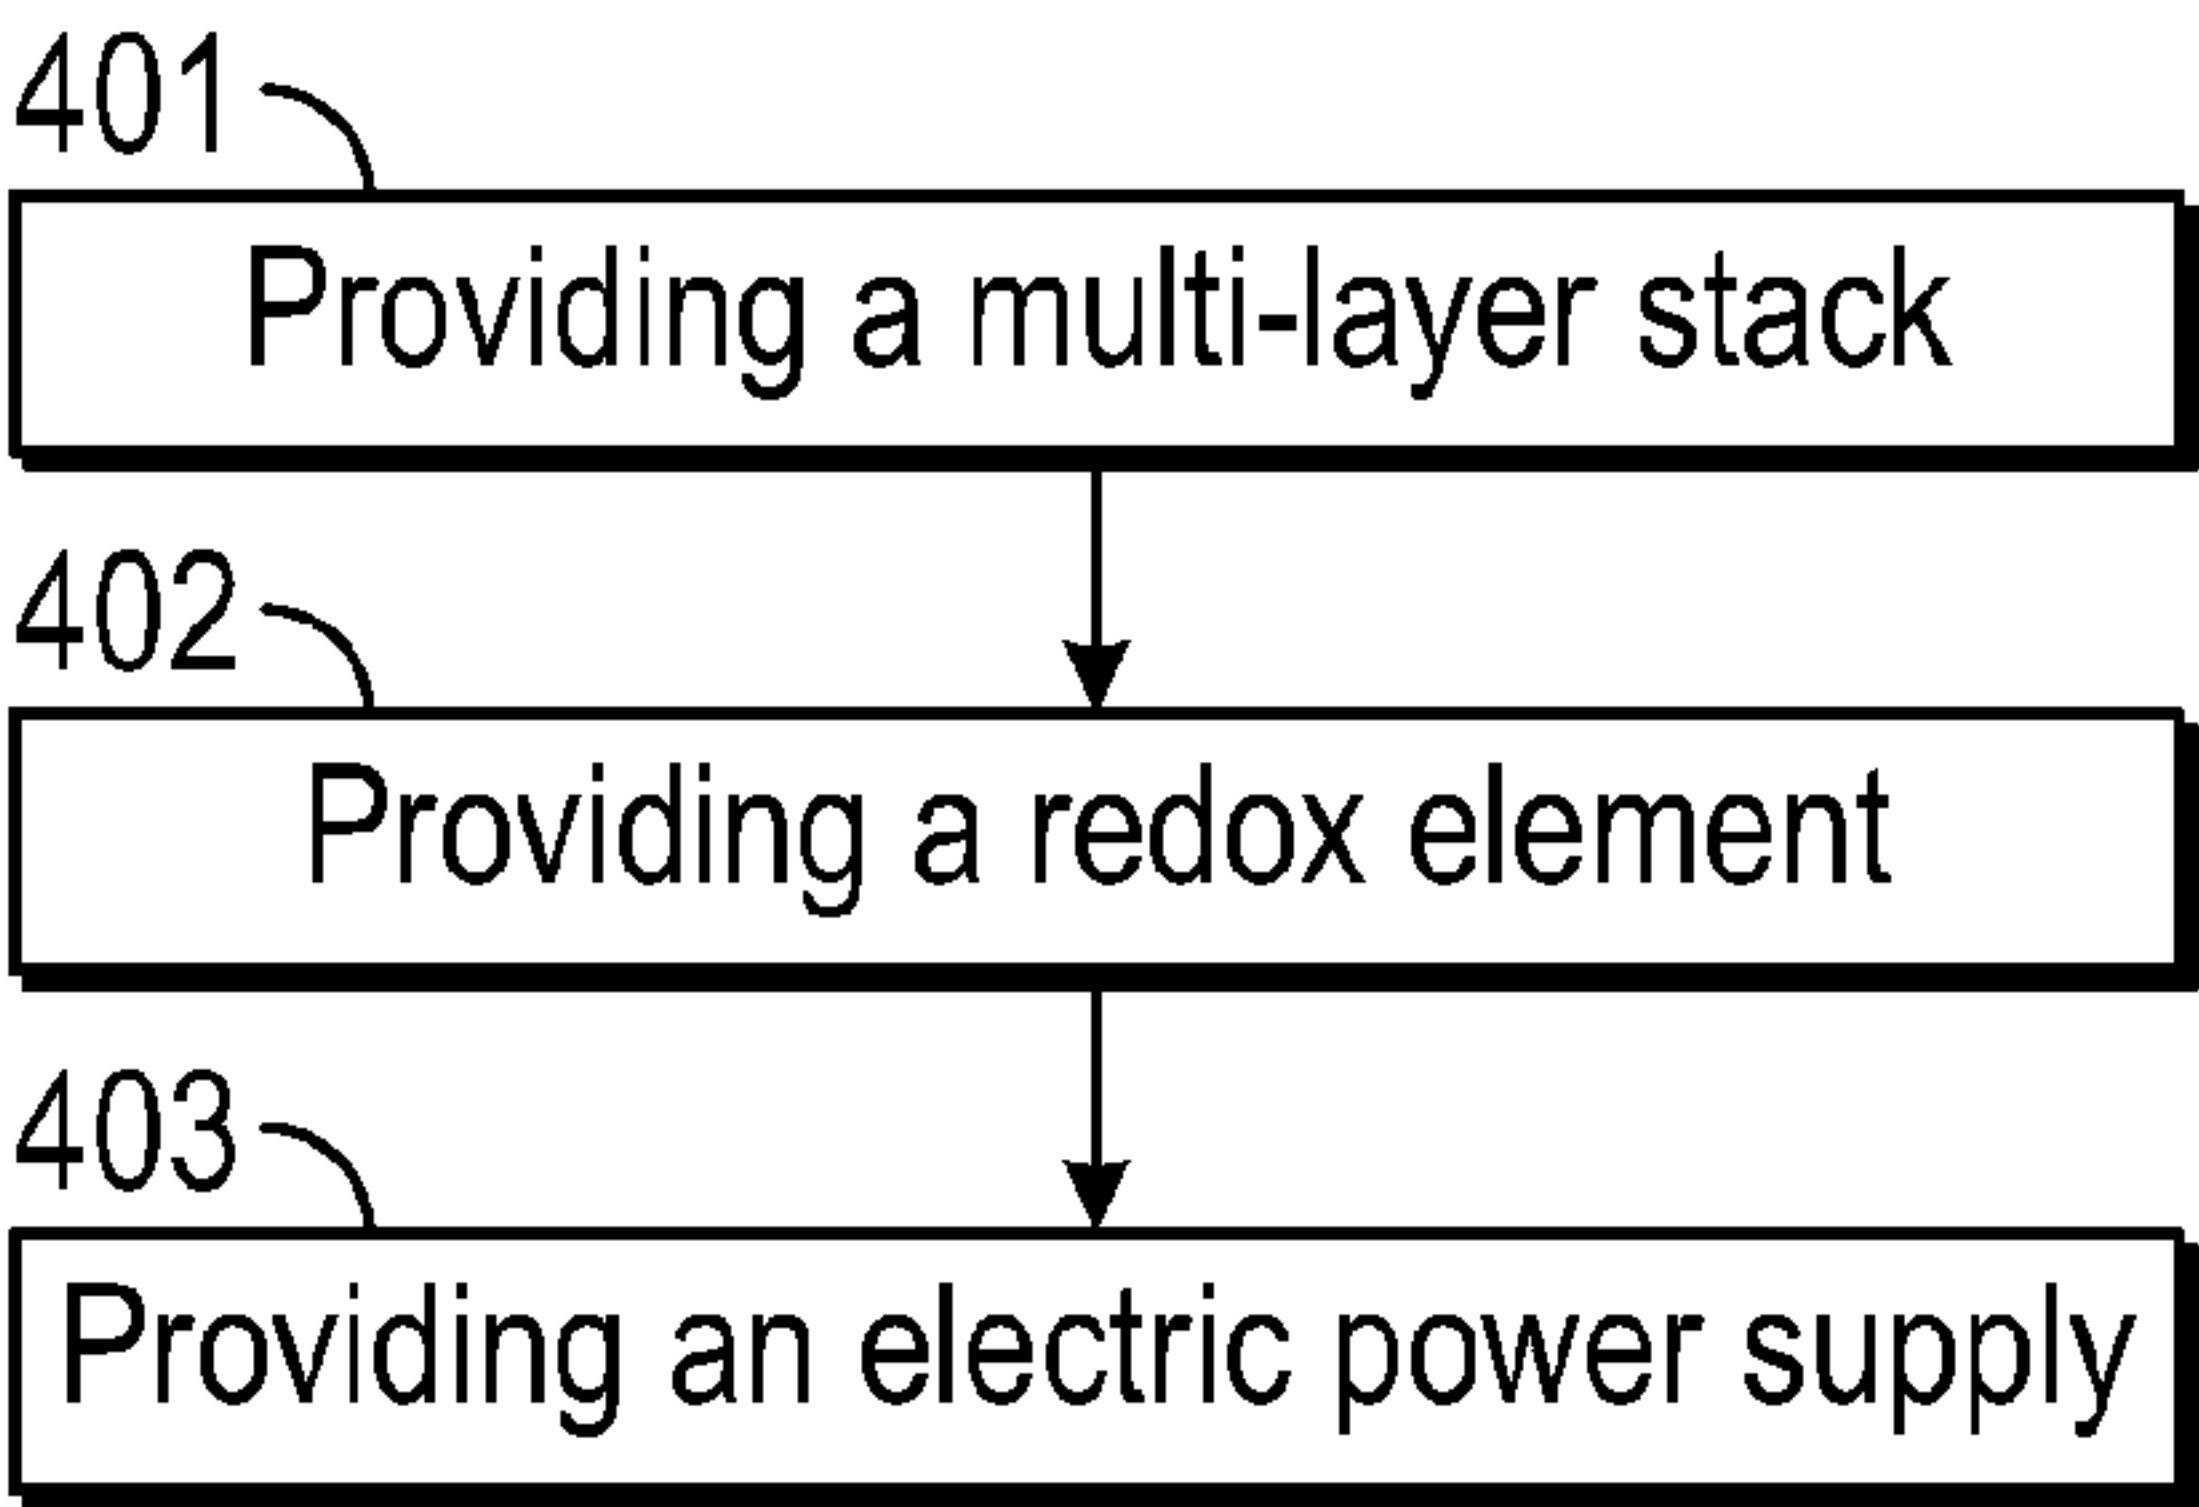 401
Providing a multi-layer stack
402
Providing a redox element
403
Providing an electric power supply